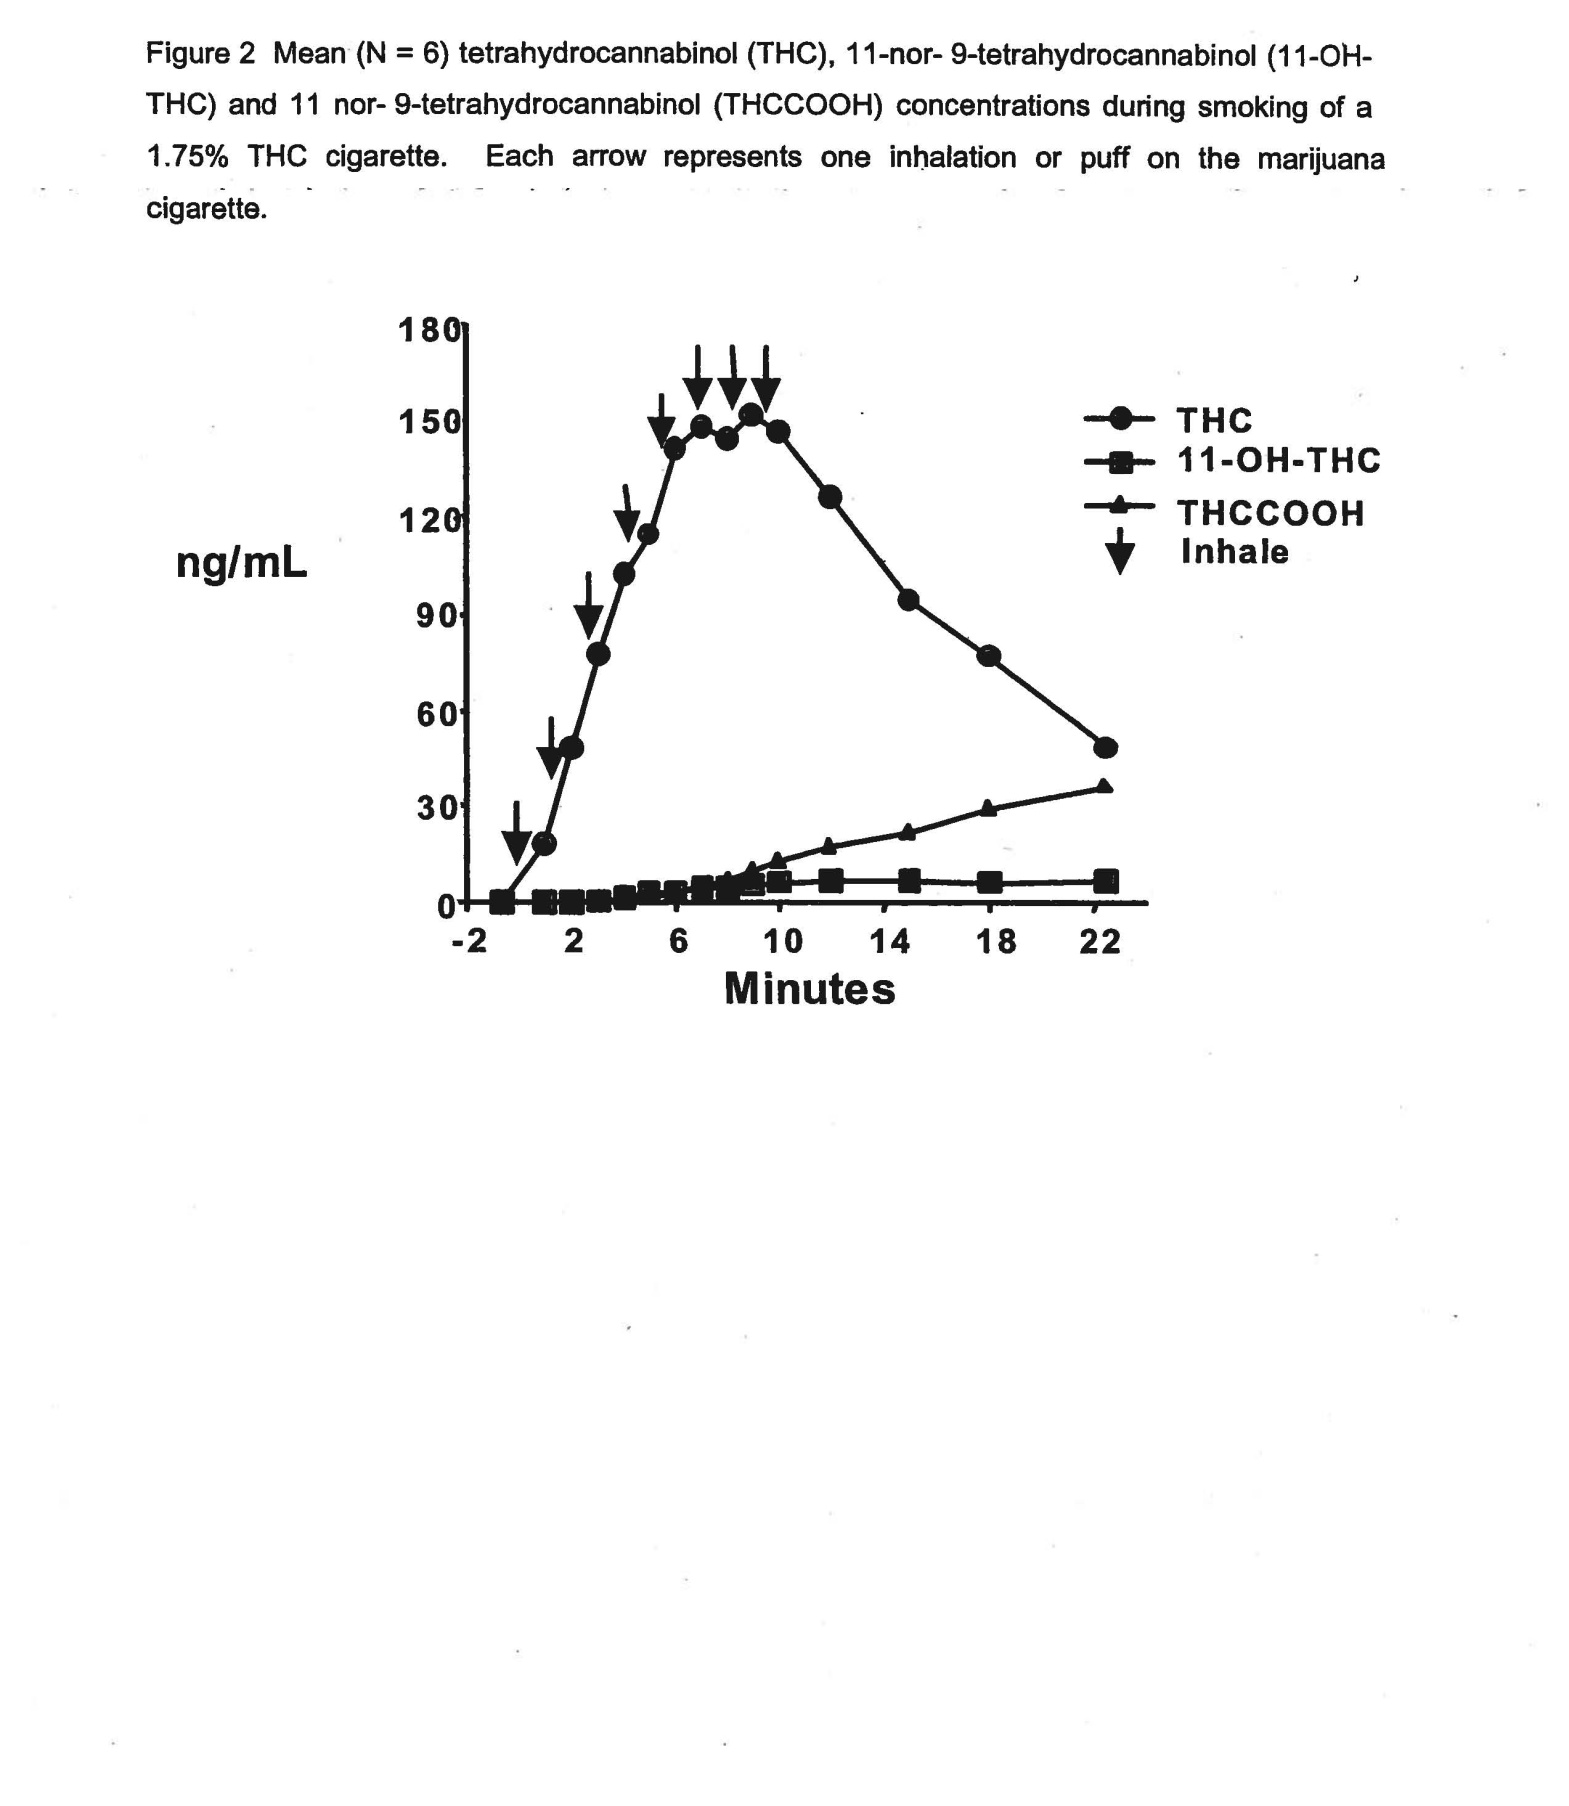 Figure 2 Mean (N = 6) tetrahydrocannabinol (THC), 11-nor- 9-tetrahydrocannabinol (11-OH-
THC) and 11 nor- 9-tetrahydrocannabinol (THCCOOH) concentrations during smoking of a
1.75% THC cigarette. Each arrow represents one inhalation or puff on the marijuana
cigarette.
180
150
120
90
60
30
0
ng/mL
THC
11-OH-THC
THCCOOH
Inhale
-2 2 6 10 14 18 22
Minutes